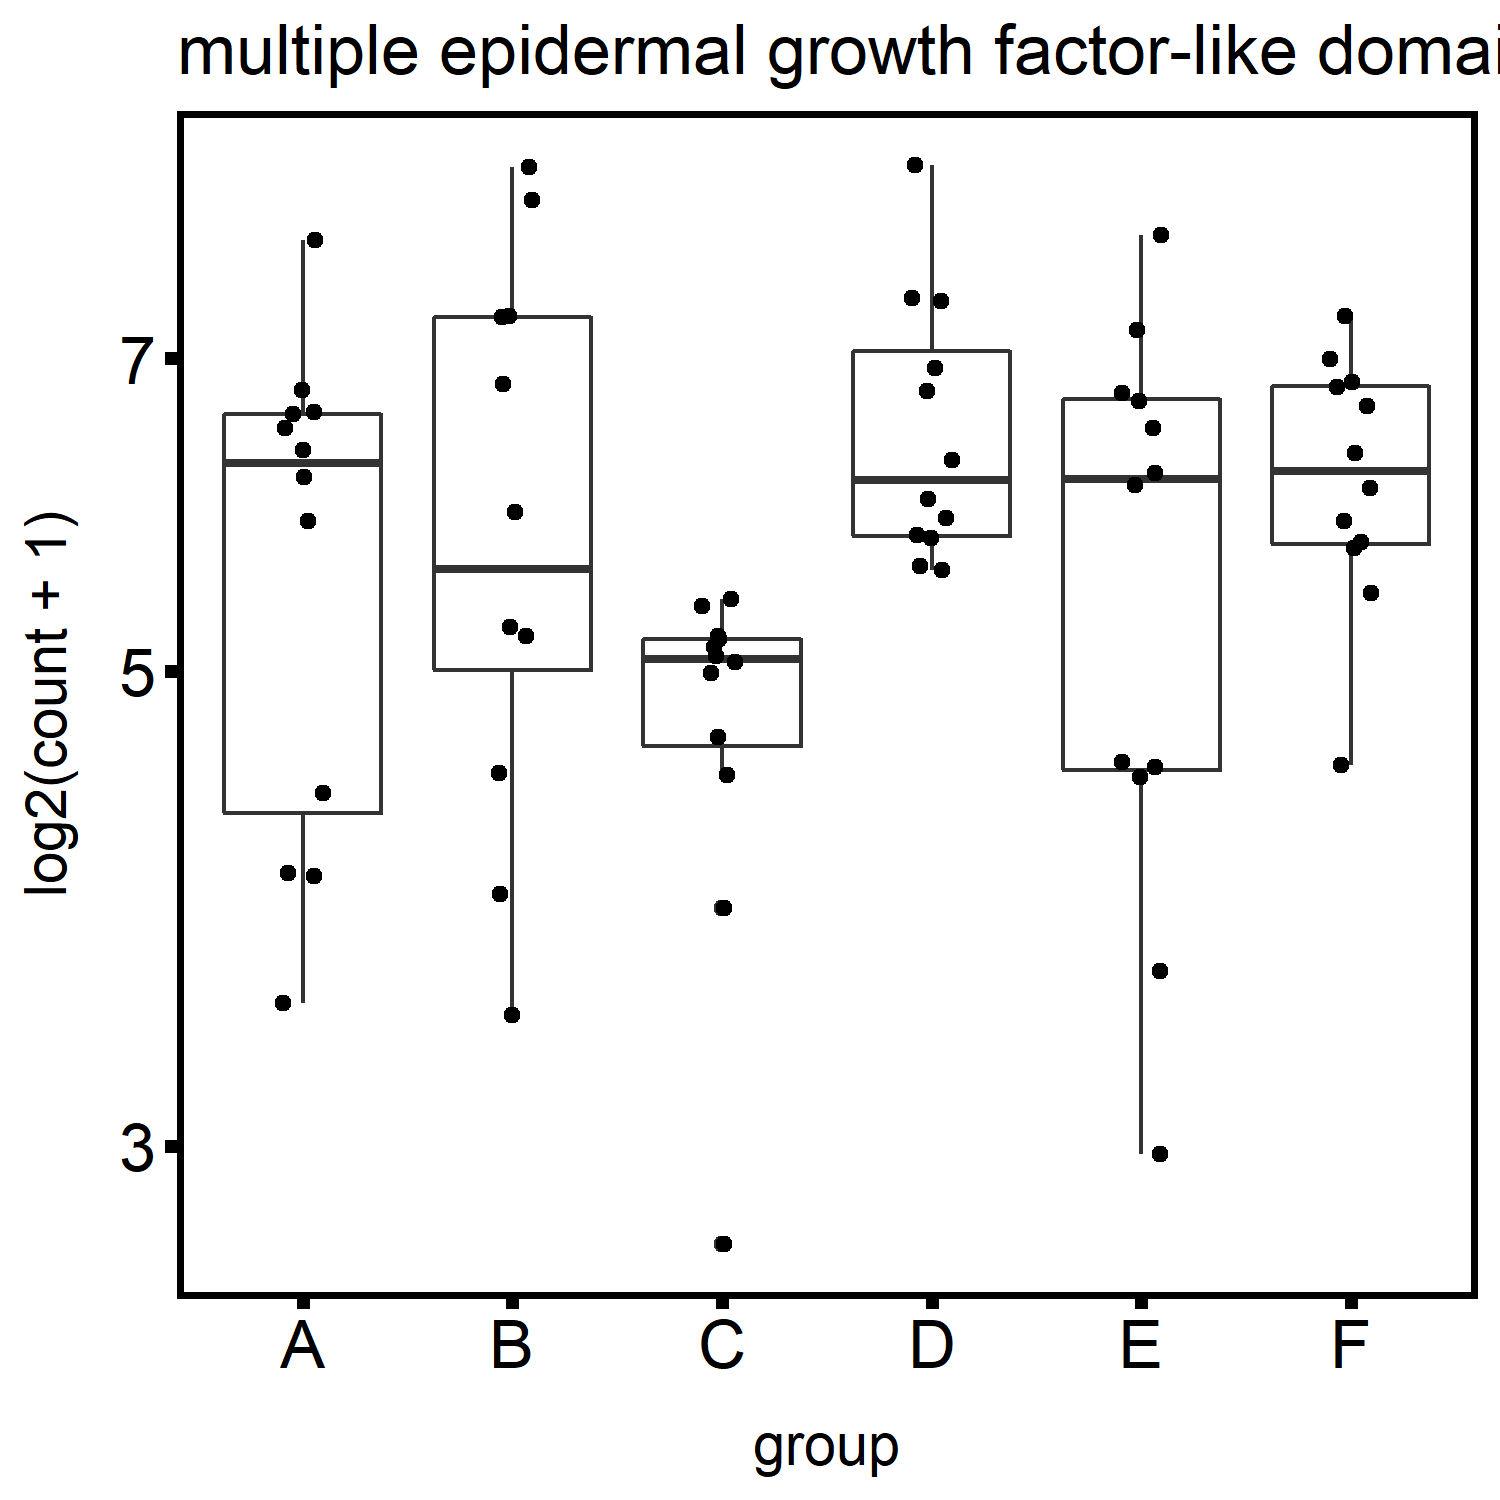 multiple epidermal growth factor-like domai
log2(count + 1)
7
5
3
A B C D E F
group